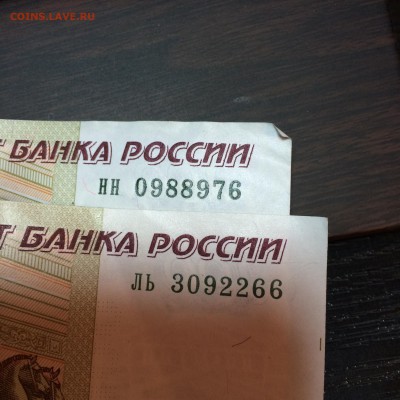 COINS.LAVE.RU
Т БАНКА РОССИИ
нн 0988976
Т БАНКА РОССИИ
ль 3092266